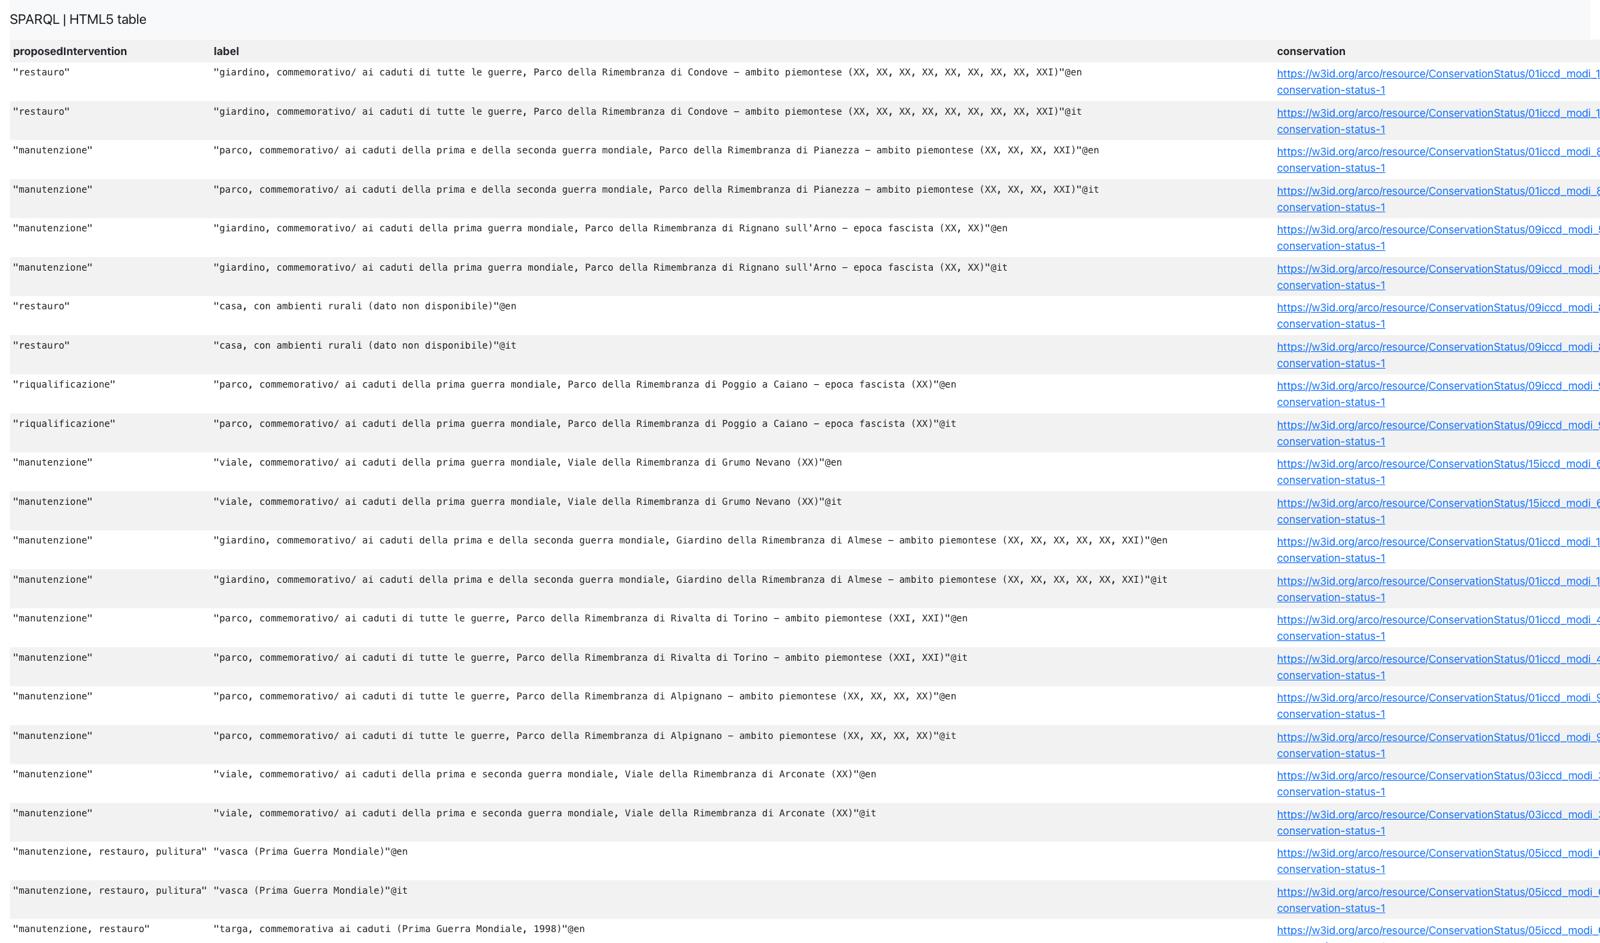 SPARQL | HTML5 table
proposedIntervention label conservation
"restauro" "giardino, commemorativo/ ai caduti di tutte le guerre, Parco della Rimembranza di Condove – ambito piemontese (XX, XX, XX, XX, XX, XX, XX, XX, XXI)"@en https://w3id.org/arco/resource/ConservationStatus/01iccd_modi_1
conservation-status-1
"restauro" "giardino, commemorativo/ ai caduti di tutte le guerre, Parco della Rimembranza di Condove – ambito piemontese (XX, XX, XX, XX, XX, XX, XX, XX, XXI)"@it https://w3id.org/arco/resource/ConservationStatus/01iccd_modi_1
conservation-status-1
"manutenzione" "parco, commemorativo/ ai caduti della prima e della seconda guerra mondiale, Parco della Rimembranza di Pianezza – ambito piemontese (XX, XX, XX, XXI)"@en https://w3id.org/arco/resource/ConservationStatus/01iccd_modi_8
conservation-status-1
"manutenzione" "parco, commemorativo/ ai caduti della prima e della seconda guerra mondiale, Parco della Rimembranza di Pianezza – ambito piemontese (XX, XX, XX, XXI)"@it https://w3id.org/arco/resource/ConservationStatus/01iccd_modi_8
conservation-status-1
"manutenzione" "giardino, commemorativo/ ai caduti della prima guerra mondiale, Parco della Rimembranza di Rignano sull'Arno – epoca fascista (XX, XX)"@en https://w3id.org/arco/resource/ConservationStatus/09iccd_modi_
conservation-status-1
"manutenzione" "giardino, commemorativo/ ai caduti della prima guerra mondiale, Parco della Rimembranza di Rignano sull'Arno – epoca fascista (XX, XX)"@it https://w3id.org/arco/resource/ConservationStatus/09iccd_modi_
conservation-status-1
"restauro" "casa, con ambienti rurali (dato non disponibile)"@en https://w3id.org/arco/resource/ConservationStatus/09iccd_modi_
conservation-status-1
"restauro" "casa, con ambienti rurali (dato non disponibile)"@it https://w3id.org/arco/resource/ConservationStatus/09iccd_modi_
conservation-status-1
"riqualificazione" "parco, commemorativo/ ai caduti della prima guerra mondiale, Parco della Rimembranza di Poggio a Caiano – epoca fascista (XX)"@en https://w3id.org/arco/resource/ConservationStatus/09iccd_modi_
conservation-status-1
"riqualificazione" "parco, commemorativo/ ai caduti della prima guerra mondiale, Parco della Rimembranza di Poggio a Caiano – epoca fascista (XX)"@it https://w3id.org/arco/resource/ConservationStatus/09iccd_modi_
conservation-status-1
"manutenzione" "viale, commemorativo/ ai caduti della prima guerra mondiale, Viale della Rimembranza di Grumo Nevano (XX)"@en https://w3id.org/arco/resource/ConservationStatus/15iccd_modi_6
conservation-status-1
"manutenzione" "viale, commemorativo/ ai caduti della prima guerra mondiale, Viale della Rimembranza di Grumo Nevano (XX)"@it https://w3id.org/arco/resource/ConservationStatus/15iccd_modi_6
conservation-status-1
"manutenzione" "giardino, commemorativo/ ai caduti della prima e della seconda guerra mondiale, Giardino della Rimembranza di Almese – ambito piemontese (XX, XX, XX, XX, XX, XXI)"@en https://w3id.org/arco/resource/ConservationStatus/01iccd_modi_1
conservation-status-1
"manutenzione" "giardino, commemorativo/ ai caduti della prima e della seconda guerra mondiale, Giardino della Rimembranza di Almese – ambito piemontese (XX, XX, XX, XX, XX, XXI)"@it https://w3id.org/arco/resource/ConservationStatus/01iccd_modi_1
conservation-status-1
"manutenzione" "parco, commemorativo/ ai caduti di tutte le guerre, Parco della Rimembranza di Rivalta di Torino – ambito piemontese (XXI, XXI)"@en https://w3id.org/arco/resource/ConservationStatus/01iccd_modi_4
conservation-status-1
"manutenzione" "parco, commemorativo/ ai caduti di tutte le guerre, Parco della Rimembranza di Rivalta di Torino – ambito piemontese (XXI, XXI)"@it https://w3id.org/arco/resource/ConservationStatus/01iccd_modi_4
conservation-status-1
"manutenzione" "parco, commemorativo/ ai caduti di tutte le guerre, Parco della Rimembranza di Alpignano – ambito piemontese (XX, XX, XX, XX)"@en https://w3id.org/arco/resource/ConservationStatus/01iccd_modi_9
conservation-status-1
"manutenzione" "parco, commemorativo/ ai caduti di tutte le guerre, Parco della Rimembranza di Alpignano – ambito piemontese (XX, XX, XX, XX)"@it https://w3id.org/arco/resource/ConservationStatus/01iccd_modi_9
conservation-status-1
"manutenzione" "viale, commemorativo/ ai caduti della prima e seconda guerra mondiale, Viale della Rimembranza di Arconate (XX)"@en https://w3id.org/arco/resource/ConservationStatus/03iccd_modi_
conservation-status-1
"manutenzione" "viale, commemorativo/ ai caduti della prima e seconda guerra mondiale, Viale della Rimembranza di Arconate (XX)"@it https://w3id.org/arco/resource/ConservationStatus/03iccd_modi_
conservation-status-1
"manutenzione, restauro, pulitura" "vasca (Prima Guerra Mondiale)"@en https://w3id.org/arco/resource/ConservationStatus/05iccd_modi_
conservation-status-1
"manutenzione, restauro, pulitura" "vasca (Prima Guerra Mondiale)"@it https://w3id.org/arco/resource/ConservationStatus/05iccd_modi_
conservation-status-1
"manutenzione, restauro" "targa, commemorativa ai caduti (Prima Guerra Mondiale, 1998)"@en https://w3id.org/arco/resource/ConservationStatus/05iccd_modi_